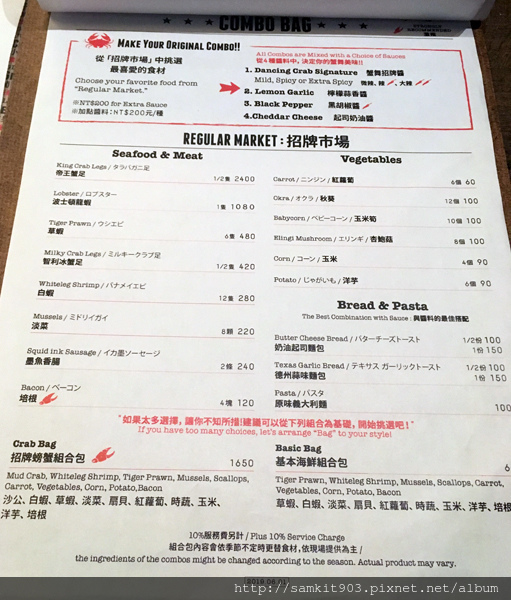 COMBO BAG
STRONGLY
RECOMMENDED
MAKE YOUR ORIGINAL COMBO!!
從「招牌市場」中挑選
最喜愛的食材
Choose your favorite food from
"Regular Market."
※NT$200 for Extra Sauce
※加點醬料:NT$200元/種
All Combos are Mixed with a Choice of Sauces
從4種醬料中,決定你的蟹舞美味!!
1. Dancing Crab Signature 蟹舞招牌醬
Mild, Spicy or Extra Spicy 微辣, 辣, 大辣
2. Lemon Garlic 檸檬蒜香醬
3. Black Pepper 黑胡椒醬
4.Cheddar Cheese 起司奶油醬
REGULAR MARKET : 招牌市場
Seafood & Meat
King Crab Legs / タラバガニ足
帝王蟹足 1/2隻 2400
Lobster / ロブスター
波士頓龍蝦 1隻 1080
Tiger Prawn / ウシエビ
草蝦 6隻 480
Milky Crab Legs / ミルキークラブ足
智利冰蟹足 1/2隻 420
Whiteleg Shrimp / バナメイエビ
白蝦 12隻 280
Mussels / ミドリイガイ
淡菜 8顆 220
Squid ink Sausage / イカ墨ソーセージ
墨魚香腸 2條 240
Bacon / ベーコン
培根 4塊 120
Vegetables
Carrot / ニンジン / 紅蘿蔔 6個 60
Okra / オクラ / 秋葵 12個 100
Babycorn / ベビーコーン / 玉米筍 10個 100
Elingi Mushroom / エリンギ / 杏鮑菇 8個 100
Corn / コーン / 玉米 4個 90
Potato / じゃがいも / 洋芋 6個 90
Bread & Pasta
The Best Combination with Sauce : 與醬料的最佳搭配
Butter Cheese Bread / バターチーズトースト 1/2份 100
奶油起司麵包 1份 150
Texas Garlic Bread / テキサス ガーリックトースト 1/2份 100
德州蒜味麵包 1份 150
Pasta / パスタ
原味義大利麵 100
"如果太多選擇, 讓你不知所措!建議可以從下列組合為基礎, 開始挑選吧!"
If you have too many choices, let's arrange "Bag" to your style!
Crab Bag
招牌螃蟹組合包 1650
Mud Crab, Whiteleg Shrimp, Tiger Prawn, Mussels, Scallops,
Carrot, Vegetables, Corn, Potato,Bacon
沙公、白蝦、草蝦、淡菜、扇貝、紅蘿蔔、時蔬、玉米、
洋芋、培根
Basic Bag
基本海鮮組合包 6
Tiger Prawn, Whiteleg Shrimp, Mussels, Scallops, Carrot,
Vegetables, Corn, Potato, Bacon
草蝦、白蝦、淡菜、扇貝、紅蘿蔔、時蔬、玉米、洋芋、培根
10%服務費另計 / Plus 10% Service Charge
組合包內容會依季節不定時更替食材, 依現場提供為主 /
the ingredients of the combos might be changed according to the season. Actual product may vary.
2019.06.01
http://samkit903.pixnet.net/album